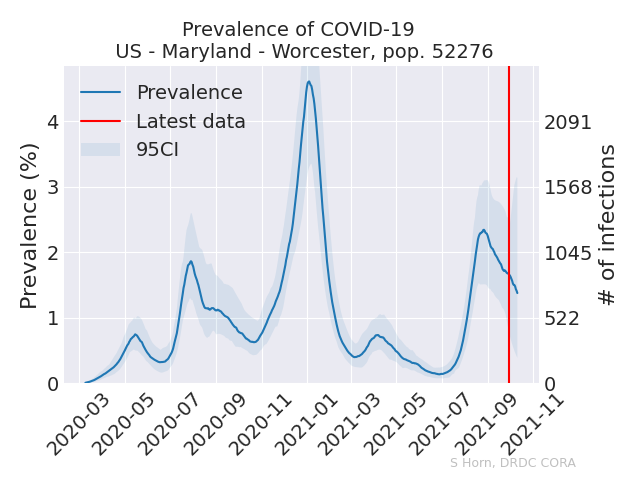 Prevalence of COVID-19
US - Maryland - Worcester, pop. 52276
Prevalence
Latest data
95CI
Prevalence (%)
4
3
2
1
0
2091
1568
1045
522
0
# of infections
2020-03
2020-05
2020-07
2020-09
2020-11
2021-01
2021-03
2021-05
2021-07
2021-09
2021-11
S Horn, DRDC CORA